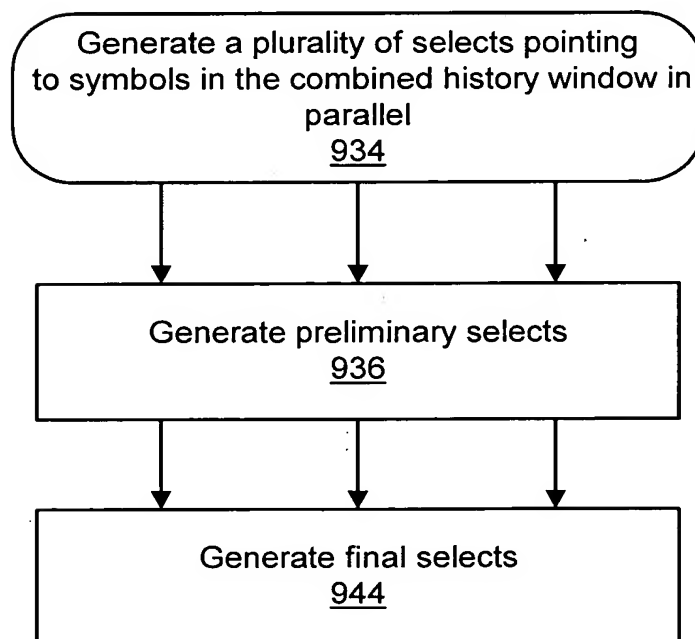 Generate a plurality of selects pointing
to symbols in the combined history window in
parallel
934
Generate preliminary selects
936
Generate final selects
944